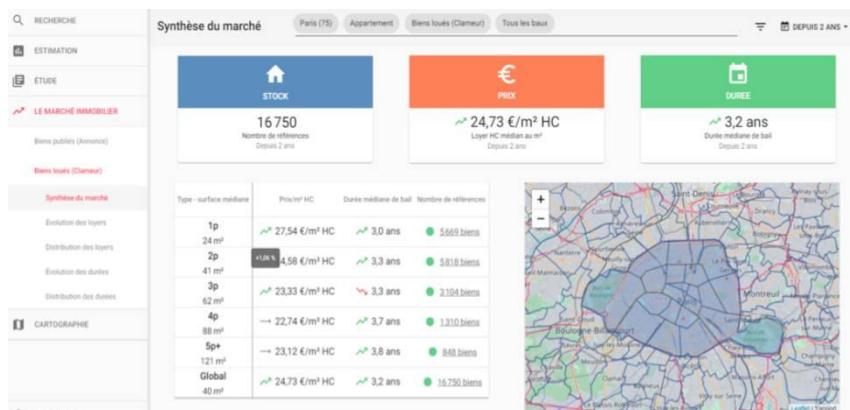 RECHERCHE
ESTIMATION
ÉTUDE
LE MARCHÉ IMMOBILIER
Biens publiés (Annonce)
Biens loués (Clameur)
Synthèse du marché
Évolution des loyers
Distribution des loyers
Évolution des durées
Distribution des durées
CARTOGRAPHIE
Synthèse du marché
Paris (75) Appartement Biens loués (Clameur) Tous les baux
DEPUIS 2 ANS
STOCK
16 750
Nombre de références
Depuis 2 ans
€
PRIX
24,73 €/m² HC
Loyer HC médian au m²
Depuis 2 ans
DUREE
3,2 ans
Durée médiane de bail
Depuis 2 ans
Type - surface médiane Prix/m² HC Durée médiane de bail Nombre de références
1p 27,54 €/m² HC 3,0 ans 5 669 biens
24 m²
2p +1,06 % 4,58 €/m² HC 3,3 ans 5 818 biens
41 m²
3p 23,33 €/m² HC 3,3 ans 3 104 biens
62 m²
4p 22,74 €/m² HC 3,7 ans 1 310 biens
88 m²
5p+ 23,12 €/m² HC 3,8 ans 848 biens
121 m²
Global 24,73 €/m² HC 3,2 ans 16 750 biens
40 m²
+
−
Saint-Denis
Colombes
Drancy
Nanterre
Paris
Montreuil
Boulogne-Billancourt
Meudon
Clamart
Vitry-sur-Seine
Champigny